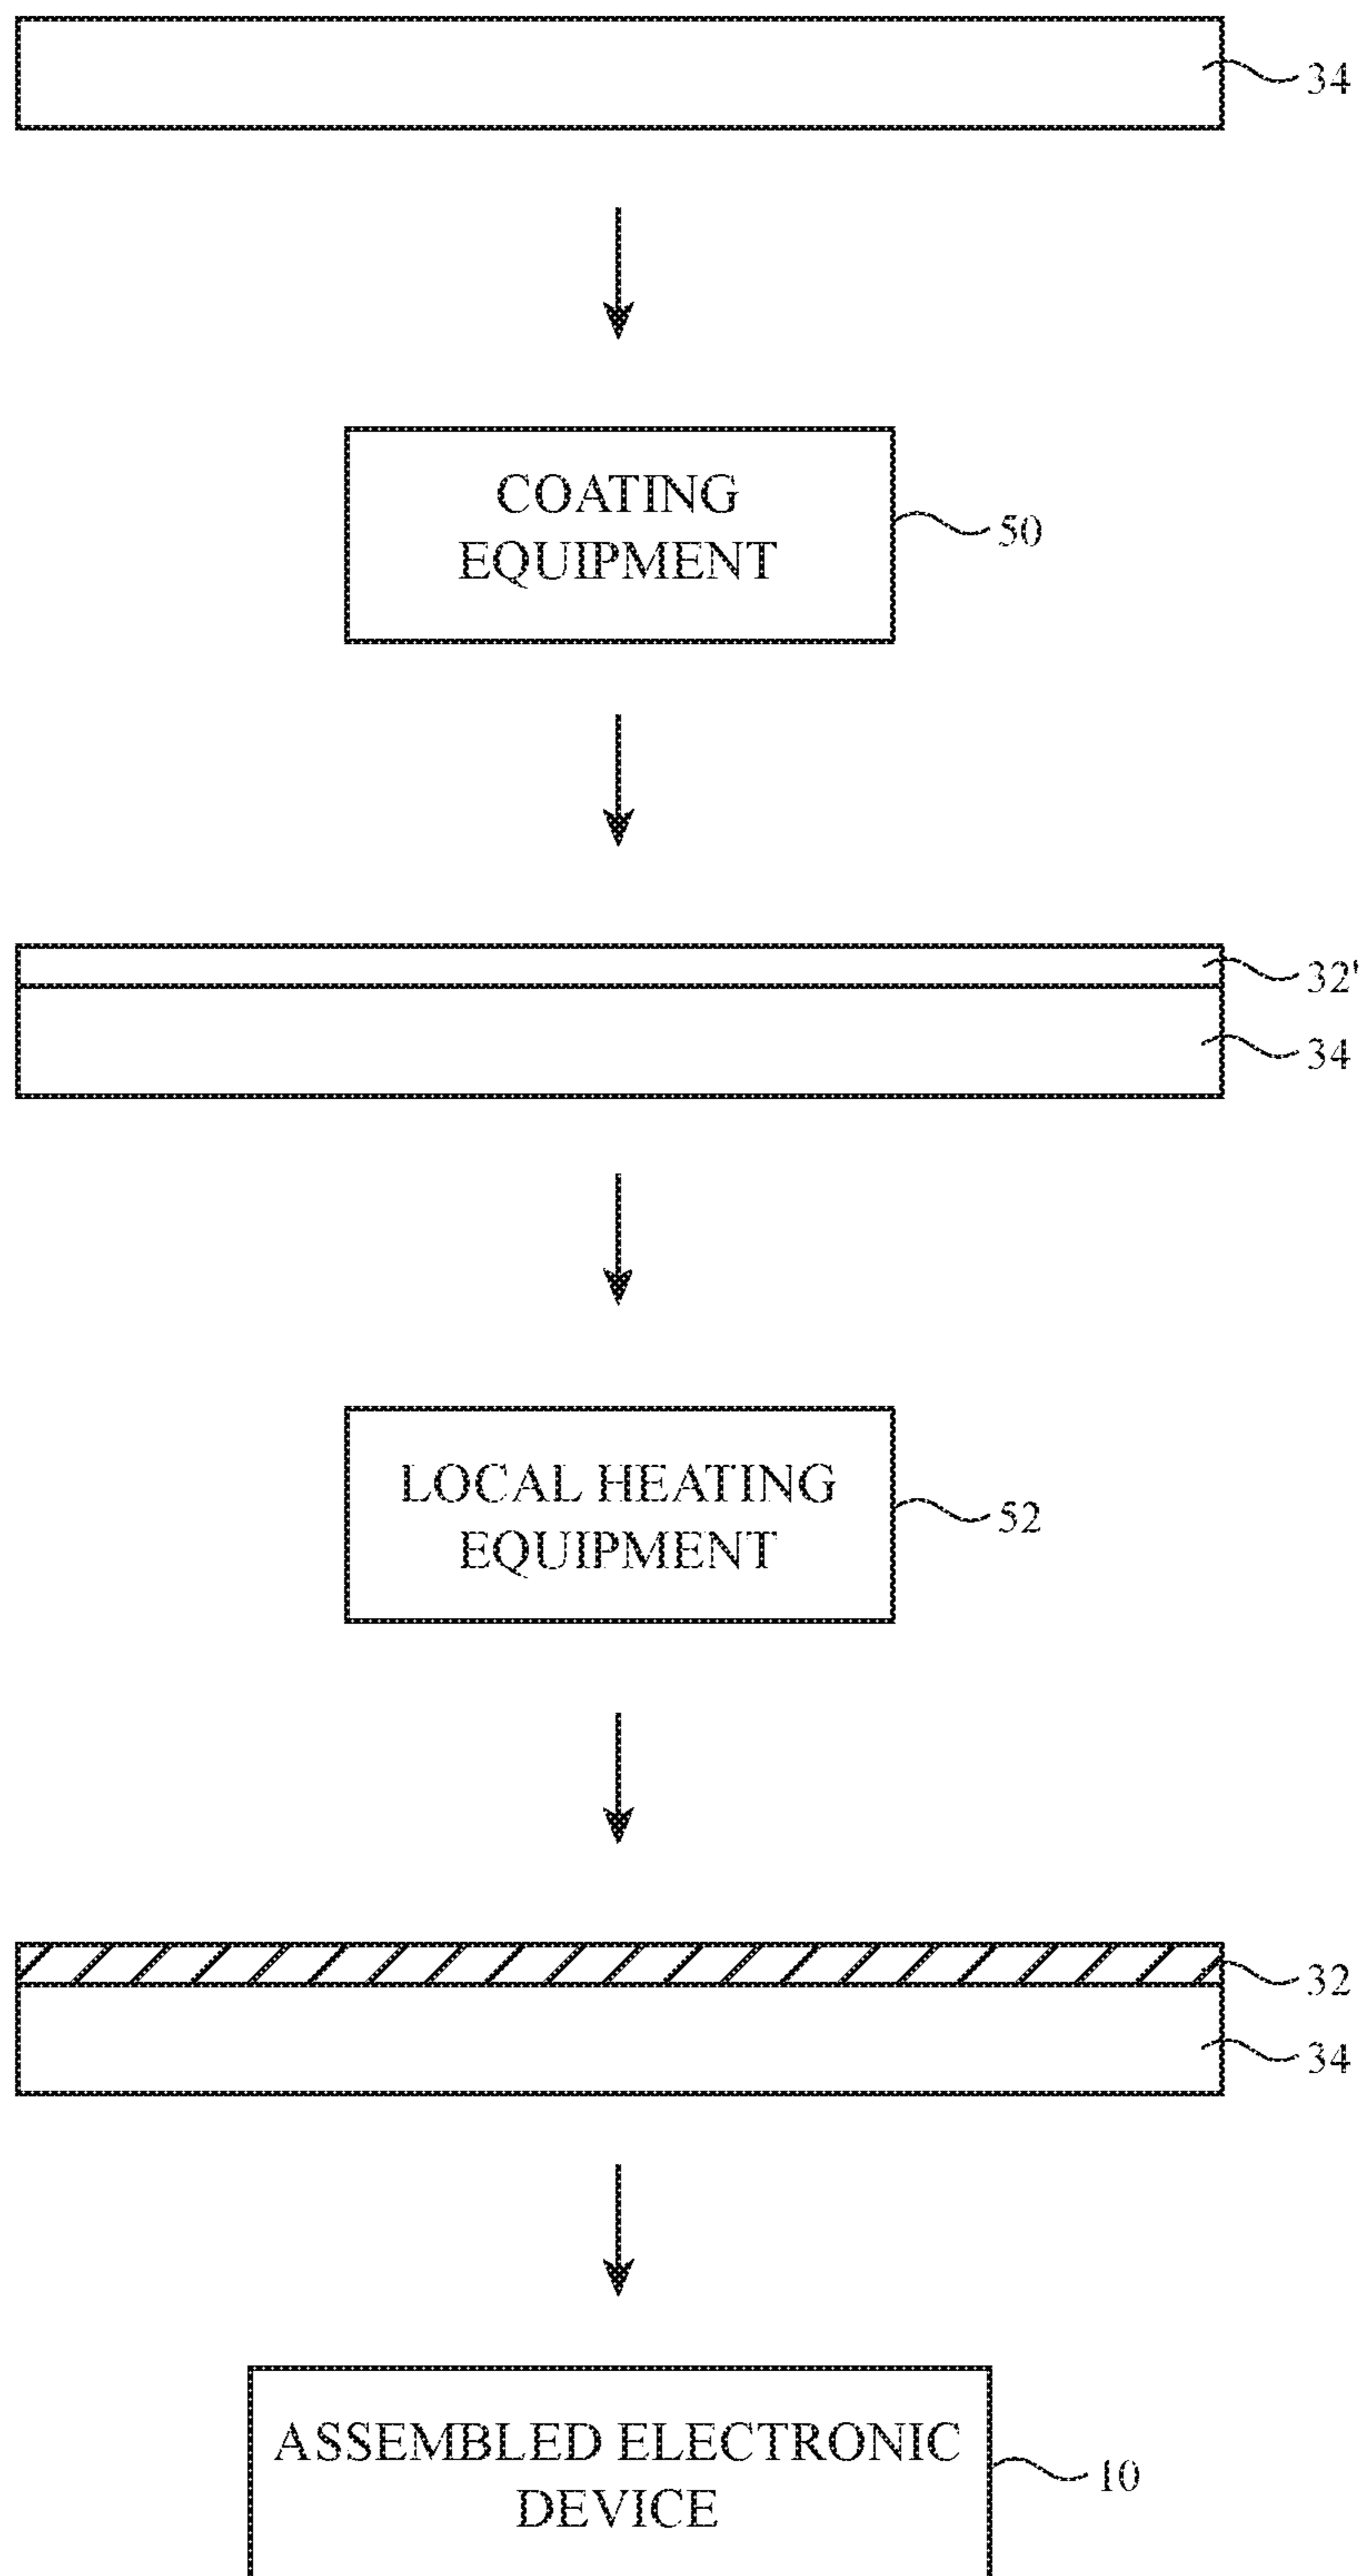 34
COATING
EQUIPMENT
50
32'
34
LOCAL HEATING
EQUIPMENT
52
32
34
ASSEMBLED ELECTRONIC
DEVICE
10